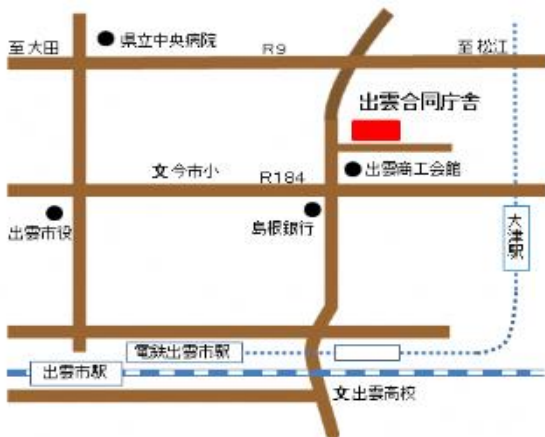 県立中央病院
至大田
R9
至松江
出雲合同庁舎
文今市小
R184
出雲商工会館
出雲市役
島根銀行
大津駅
電鉄出雲市駅
出雲市駅
文出雲高校